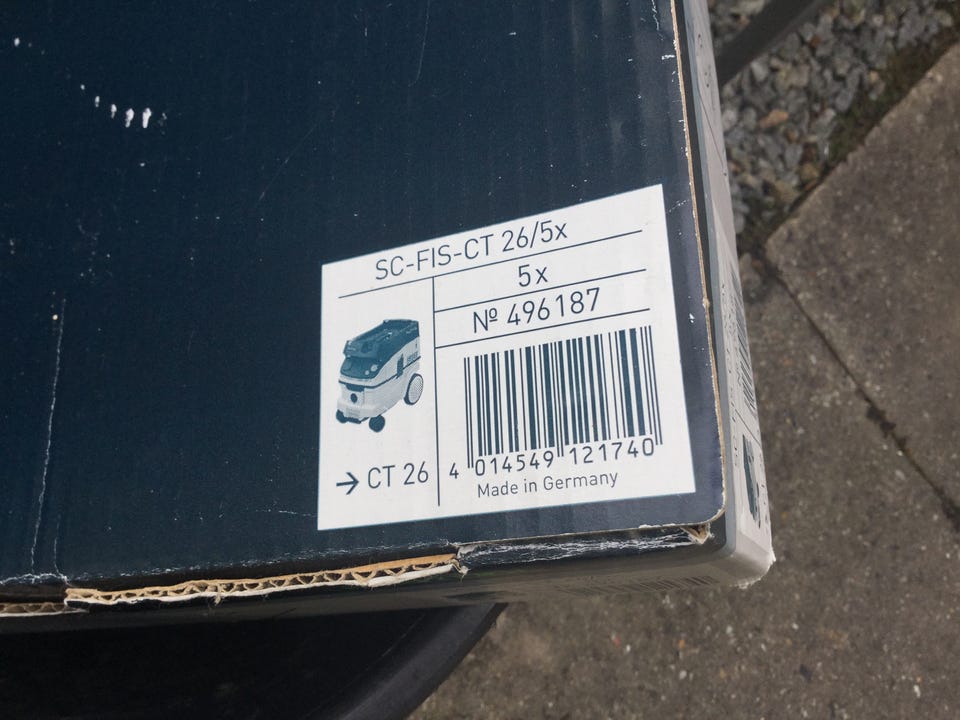 SC-FIS-CT 26/5x
5x
Nº 496187
→ CT 26
4 014549 121740
Made in Germany